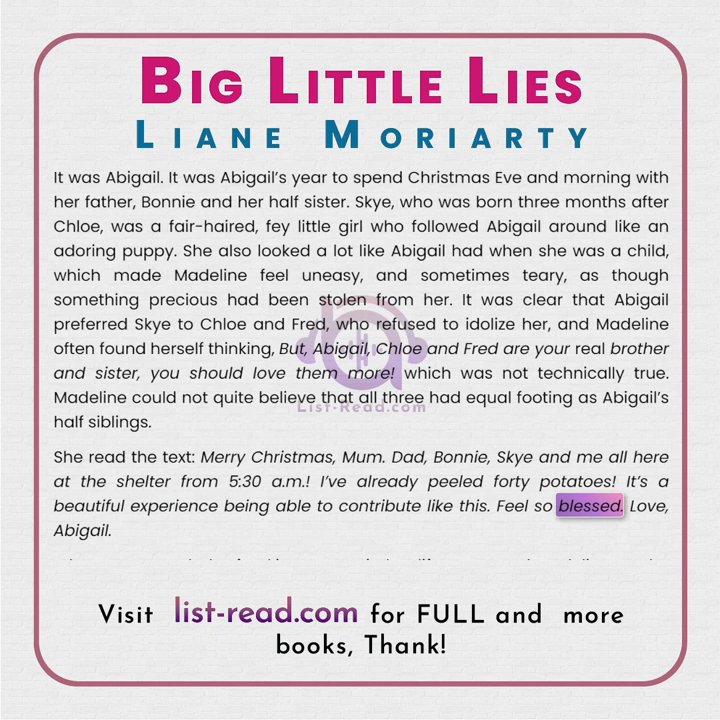 BIG LITTLE LIES
LIANE MORIARTY
It was Abigail. It was Abigail’s year to spend Christmas Eve and morning with
her father, Bonnie and her half sister. Skye, who was born three months after
Chloe, was a fair-haired, fey little girl who followed Abigail around like an
adoring puppy. She also looked a lot like Abigail had when she was a child,
which made Madeline feel uneasy, and sometimes teary, as though
something precious had been stolen from her. It was clear that Abigail
preferred Skye to Chloe and Fred, who refused to idolize her, and Madeline
often found herself thinking, But, Abigail, Chloe and Fred are your real brother
and sister, you should love them more! which was not technically true.
Madeline could not quite believe that all three had equal footing as Abigail’s
List-Read.com
half siblings.
She read the text: Merry Christmas, Mum. Dad, Bonnie, Skye and me all here
at the shelter from 5:30 a.m.! I’ve already peeled forty potatoes! It’s a
beautiful experience being able to contribute like this. Feel so blessed. Love,
Abigail.
Visit list-read.com for FULL and more
books, Thank!